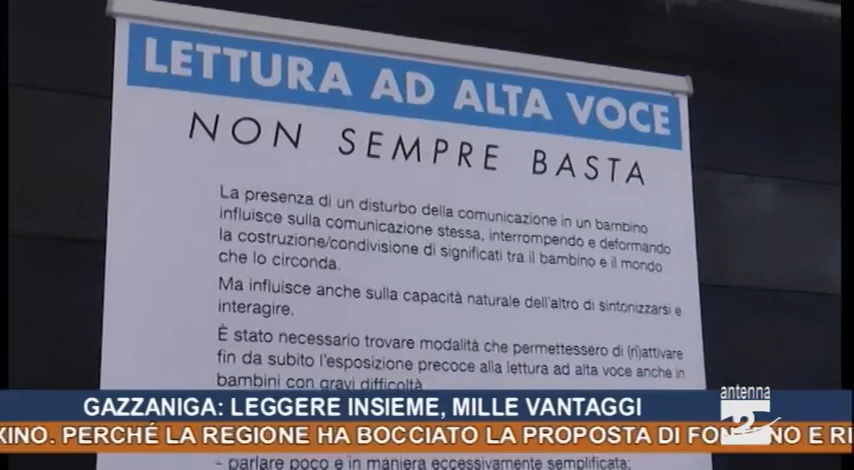 LETTURA AD ALTA VOCE
NON SEMPRE BASTA
La presenza di un disturbo della comunicazione in un bambino
influisce sulla comunicazione stessa, interrompendo e deformando
la costruzione/condivisione di significati tra il bambino e il mondo
che lo circonda.
Ma influisce anche sulla capacità naturale dell'altro di sintonizzarsi e
interagire.
È stato necessario trovare modalità che permettessero di (ri)attivare
fin da subito l'esposizione precoce alla lettura ad alta voce anche in
bambini con gravi difficoltà.
GAZZANIGA: LEGGERE INSIEME, MILLE VANTAGGI
antenna
2
XINO. PERCHÉ LA REGIONE HA BOCCIATO LA PROPOSTA DI E RI
- parlare poco e in maniera eccessivamente semplificata;